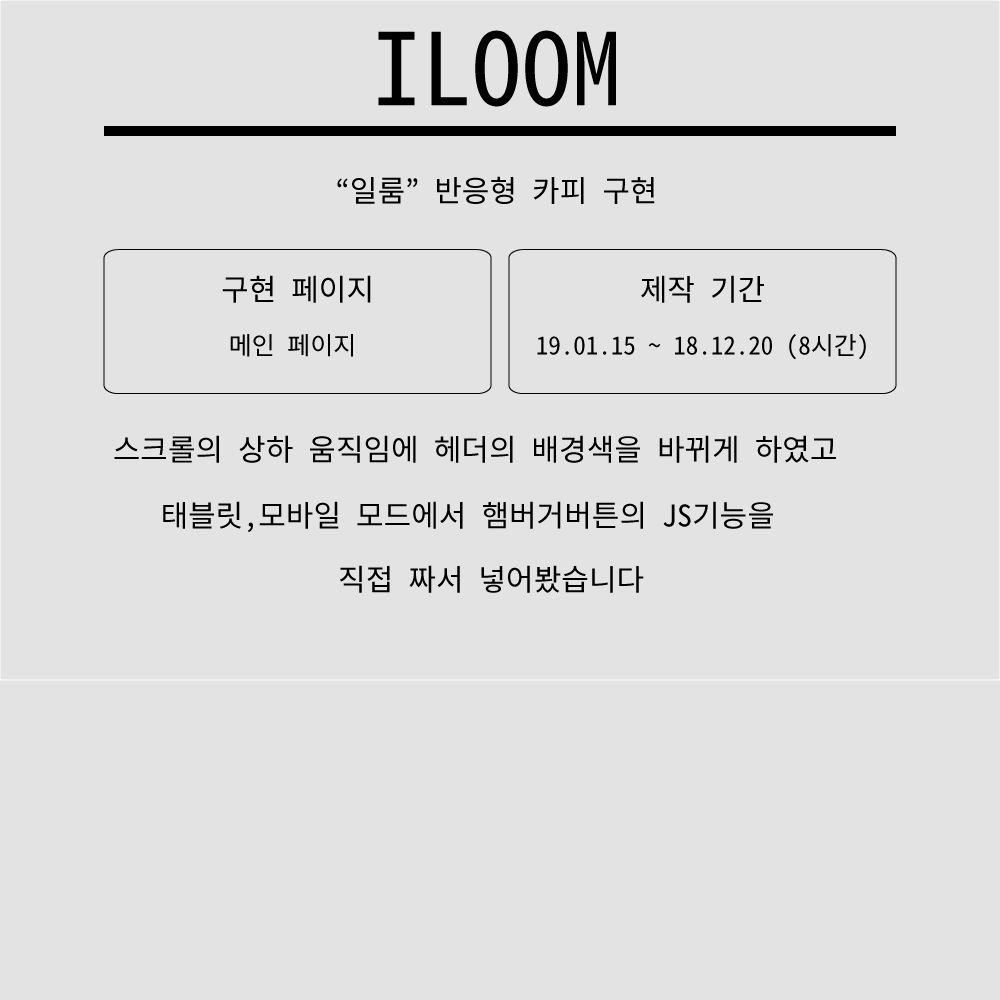 ILOOM
“일룸” 반응형 카피 구현
구현 페이지
메인 페이지
제작 기간
19.01.15 ~ 18.12.20 (8시간)
스크롤의 상하 움직임에 헤더의 배경색을 바뀌게 하였고
태블릿,모바일 모드에서 햄버거버튼의 JS기능을
직접 짜서 넣어봤습니다